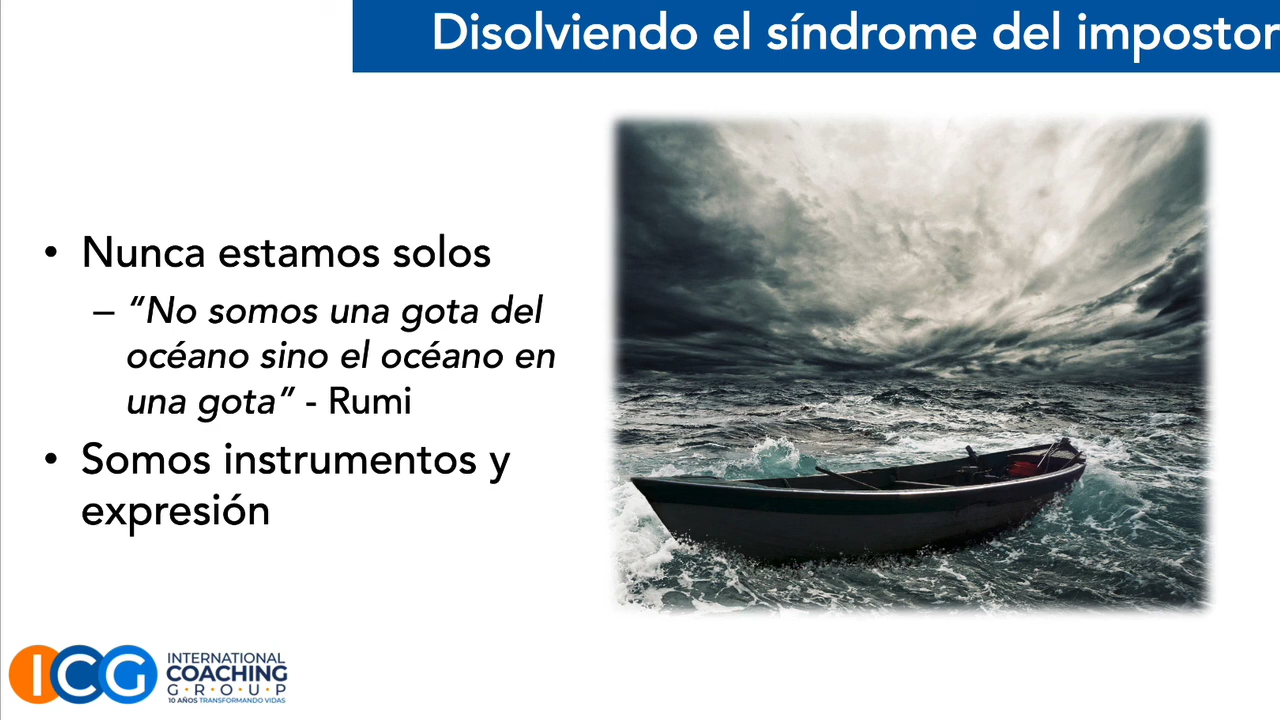 Disolviendo el síndrome del impostor
• Nunca estamos solos
– “No somos una gota del
océano sino el océano en
una gota” - Rumi
• Somos instrumentos y
expresión
ICG
INTERNATIONAL
COACHING
G·R·O·U·P
10 AÑOS TRANSFORMANDO VIDAS